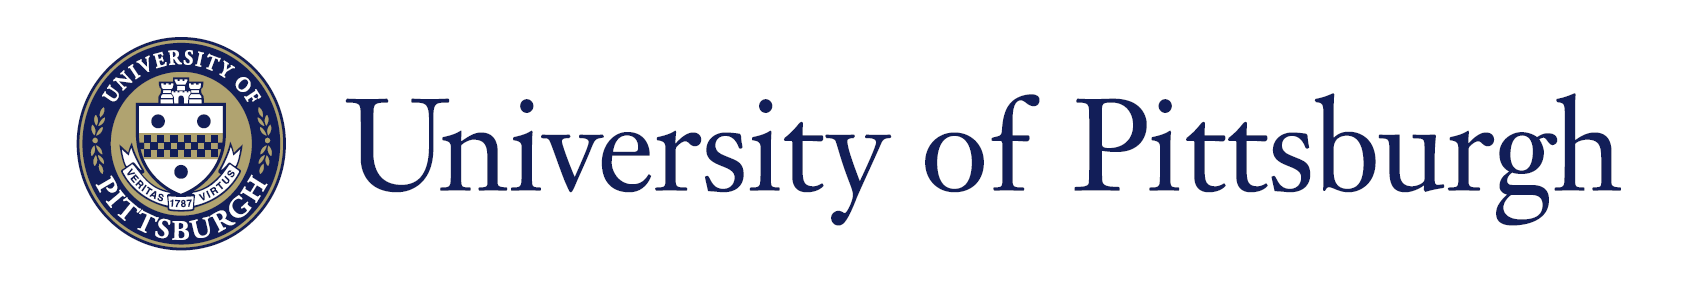 UNIVERSITY OF
PITTSBURGH
VERITAS
1787
VIRTUS
University of Pittsburgh